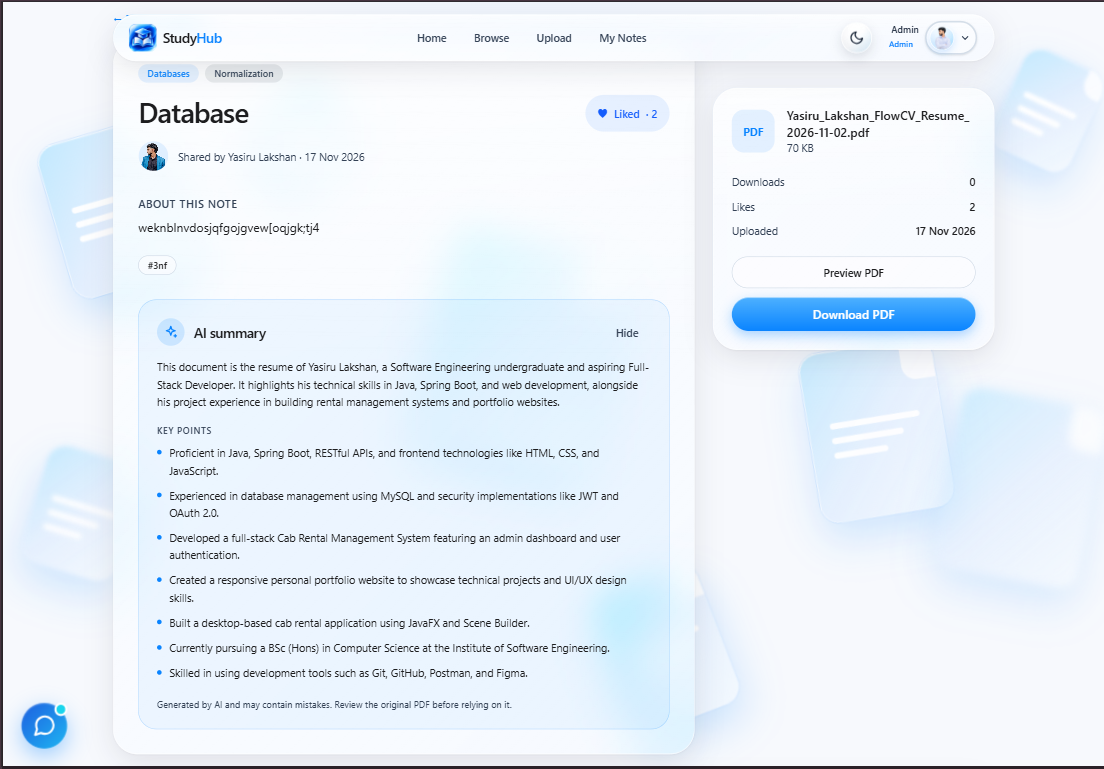 StudyHub
Home Browse Upload My Notes
Admin
Admin
Databases Normalization
Database
Liked · 2
Shared by Yasiru Lakshan · 17 Nov 2026
ABOUT THIS NOTE
weknblnvdosjqfgojgvew[oqjgk;tj4
#3nf
AI summary
Hide
This document is the resume of Yasiru Lakshan, a Software Engineering undergraduate and aspiring Full-
Stack Developer. It highlights his technical skills in Java, Spring Boot, and web development, alongside
his project experience in building rental management systems and portfolio websites.
KEY POINTS
Proficient in Java, Spring Boot, RESTful APIs, and frontend technologies like HTML, CSS, and
JavaScript.
Experienced in database management using MySQL and security implementations like JWT and
OAuth 2.0.
Developed a full-stack Cab Rental Management System featuring an admin dashboard and user
authentication.
Created a responsive personal portfolio website to showcase technical projects and UI/UX design
skills.
Built a desktop-based cab rental application using JavaFX and Scene Builder.
Currently pursuing a BSc (Hons) in Computer Science at the Institute of Software Engineering.
Skilled in using development tools such as Git, GitHub, Postman, and Figma.
Generated by AI and may contain mistakes. Review the original PDF before relying on it.
PDF
Yasiru_Lakshan_FlowCV_Resume_
2026-11-02.pdf
70 KB
Downloads 0
Likes 2
Uploaded 17 Nov 2026
Preview PDF
Download PDF